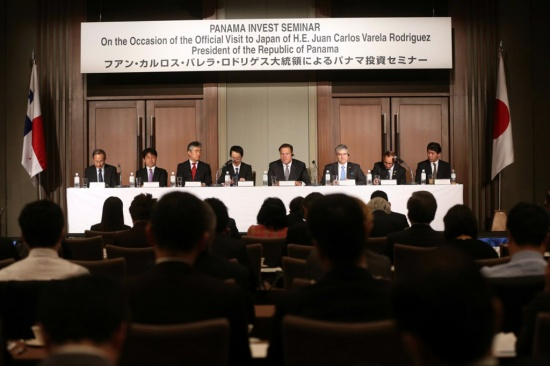 PANAMA INVEST SEMINAR
On the Occasion of the Official Visit to Japan of H.E. Juan Carlos Varela Rodriguez
President of the Republic of Panama
フアン・カルロス・バレラ・ロドリゲス大統領によるパナマ投資セミナー